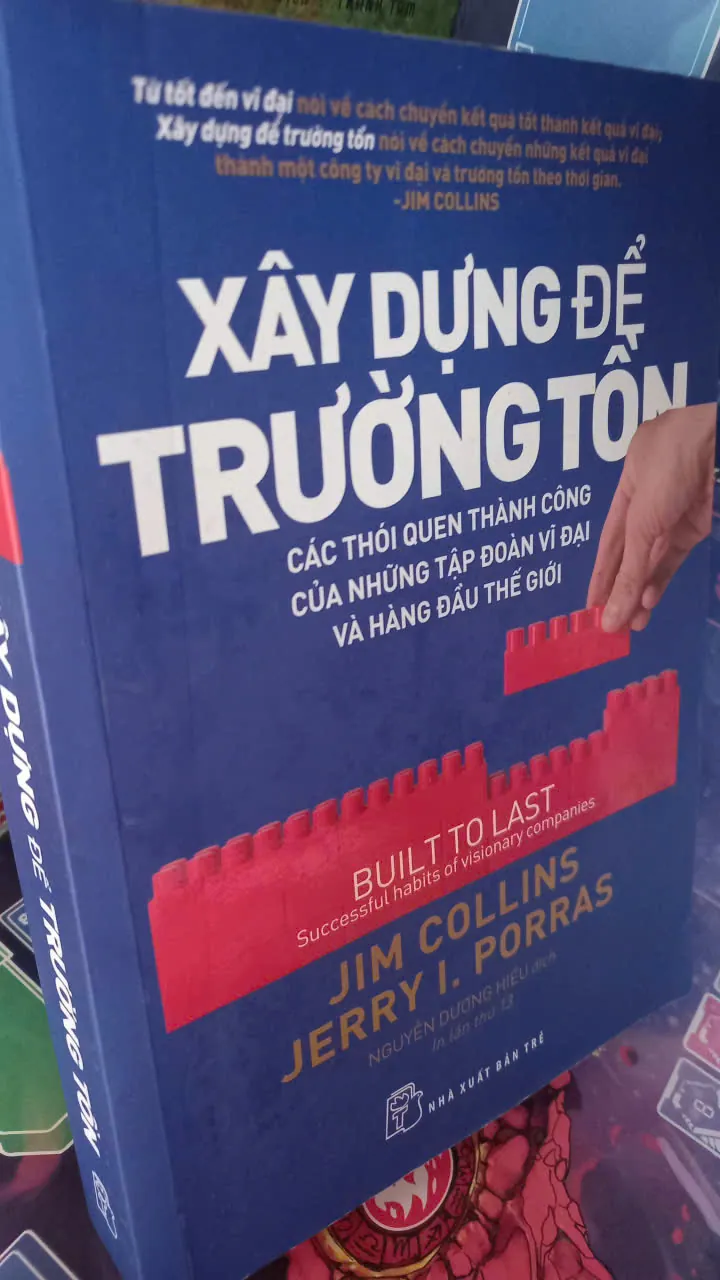 THANH TÂM
Từ tốt đến vĩ đại nói về cách chuyển kết quả tốt thành kết quả vĩ đại;
Xây dựng để trường tồn nói về cách chuyển những kết quả vĩ đại
thành một công ty vĩ đại và trường tồn theo thời gian.
-JIM COLLINS
XÂY DỰNG ĐỂ
TRƯỜNG TỒN
CÁC THÓI QUEN THÀNH CÔNG
CỦA NHỮNG TẬP ĐOÀN VĨ ĐẠI
VÀ HÀNG ĐẦU THẾ GIỚI
BUILT TO LAST
Successful habits of visionary companies
JIM COLLINS
JERRY I. PORRAS
NGUYỄN DƯƠNG HIẾU dịch
In lần thứ 13
NHÀ XUẤT BẢN TRẺ
DỰNG ĐỂ TRƯỜNG TỒN